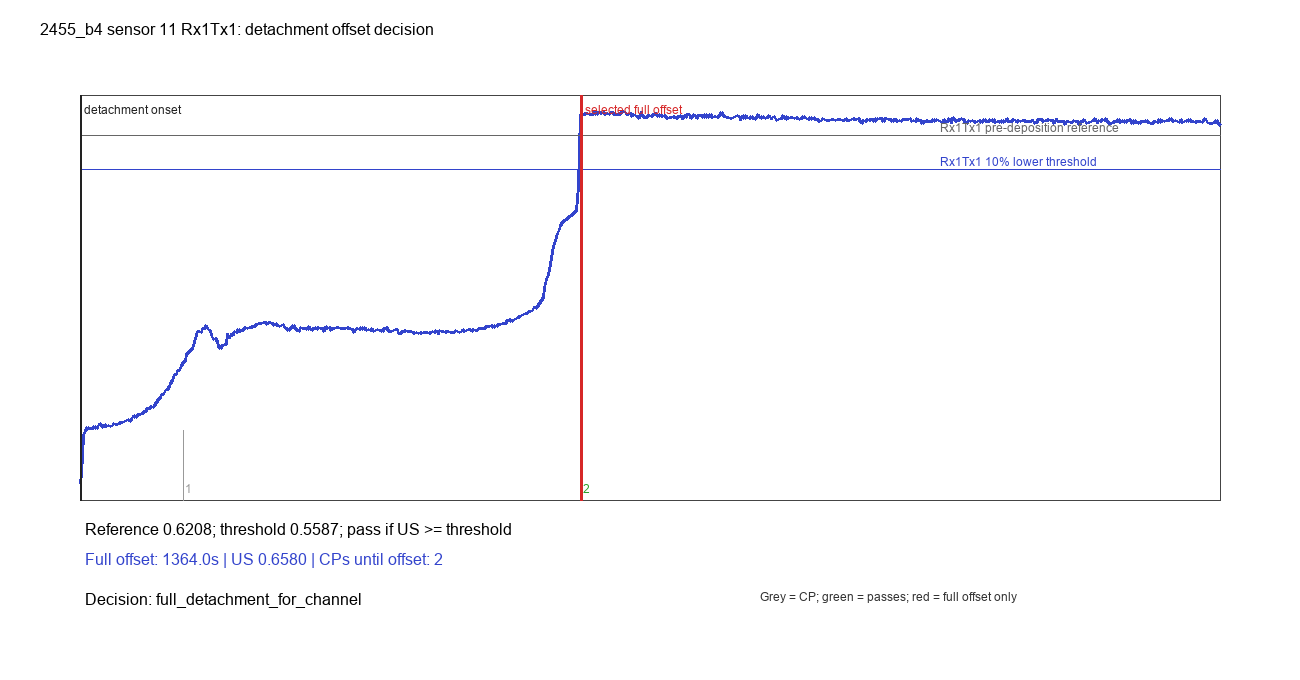 2455_b4 sensor 11 Rx1Tx1: detachment offset decision
detachment onset
selected full offset
Rx1Tx1 pre-deposition reference
Rx1Tx1 10% lower threshold
1
2
Reference 0.6208; threshold 0.5587; pass if US >= threshold
Full offset: 1364.0s | US 0.6580 | CPs until offset: 2
Decision: full_detachment_for_channel
Grey = CP; green = passes; red = full offset only